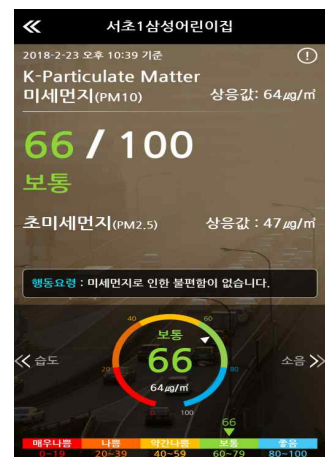 서초1삼성어린이집
2018-2-23 오후 10:39 기준
K-Particulate Matter
미세먼지(PM10) 상응값: 64㎍/㎥
66 / 100
보통
초미세먼지(PM2.5) 상응값 : 47㎍/㎥
행동요령 : 미세먼지로 인한 불편함이 없습니다.
40 60
보통
습도 20 66 80 소음
64㎍/㎥
0 100
66
매우나쁨 나쁨 약간나쁨 보통 좋음
0~19 20~39 40~59 60~79 80~100